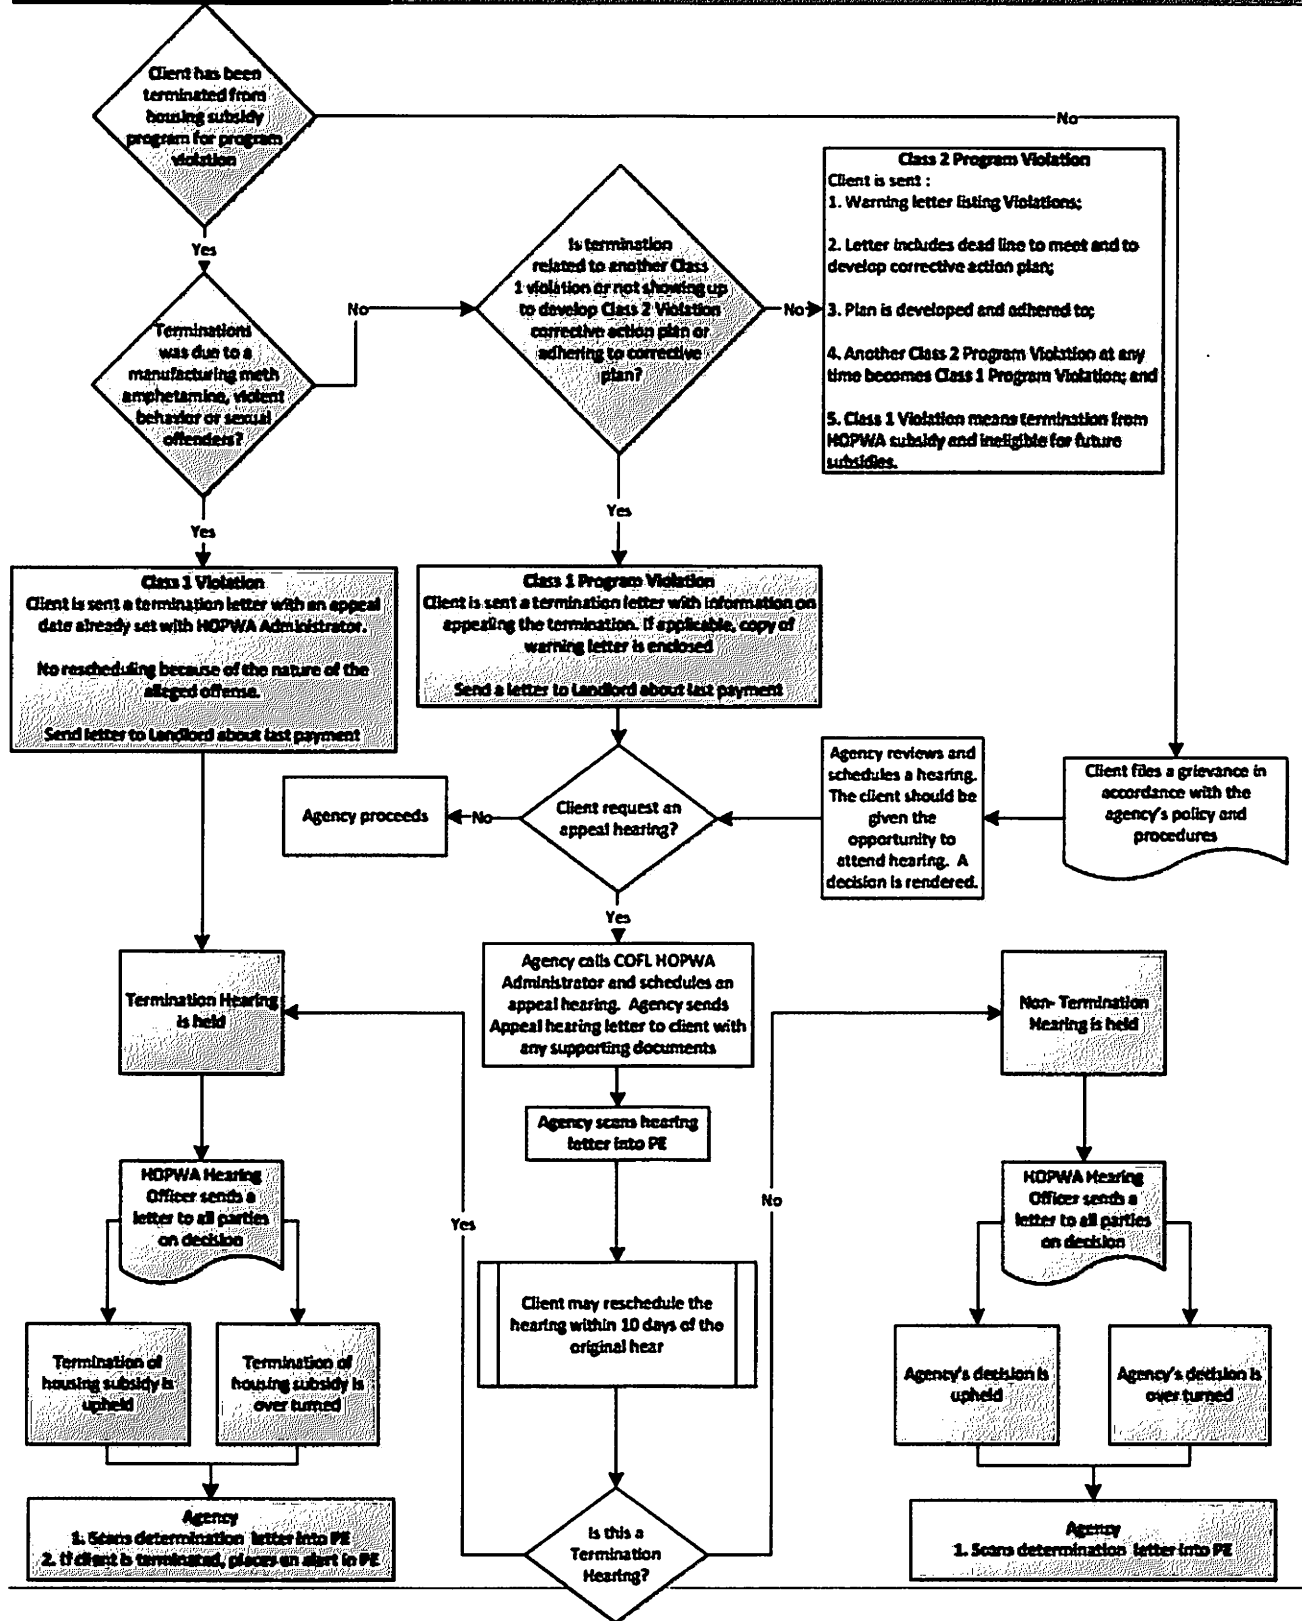 Client has been
terminated from
housing subsidy
program for program
violation
No
Yes
Terminations
was due to a
manufacturing meth
amphetamine, violent
behavior or sexual
offenders?
No
Is termination
related to another Class
1 violation or not showing up
to develop Class 2 Violation
corrective action plan or
adhering to corrective
plan?
No
Class 2 Program Violation
Client is sent :
1. Warning letter listing Violations;
2. Letter includes dead line to meet and to
develop corrective action plan;
3. Plan is developed and adhered to;
4. Another Class 2 Program Violation at any
time becomes Class 1 Program Violation; and
5. Class 1 Violation means termination from
HOPWA subsidy and ineligible for future
subsidies.
Yes
Yes
Class 1 Violation
Client is sent a termination letter with an appeal
date already set with HOPWA Administrator.
No rescheduling because of the nature of the
alleged offense.
Send letter to Landlord about last payment
Class 1 Program Violation
Client is sent a termination letter with information on
appealing the termination. If applicable, copy of
warning letter is enclosed
Send a letter to Landlord about last payment
Agency proceeds
No
Client request an
appeal hearing?
Agency reviews and
schedules a hearing.
The client should be
given the
opportunity to
attend hearing. A
decision is rendered.
Client files a grievance in
accordance with the
agency's policy and
procedures
Yes
Termination Hearing
is held
Agency calls COFL HOPWA
Administrator and schedules an
appeal hearing. Agency sends
Appeal hearing letter to client with
any supporting documents
Non- Termination
Hearing is held
Agency scans hearing
letter into PE
HOPWA Hearing
Officer sends a
letter to all parties
on decision
Yes
No
HOPWA Hearing
Officer sends a
letter to all parties
on decision
Client may reschedule the
hearing within 10 days of the
original hear
Termination of
housing subsidy is
upheld
Termination of
housing subsidy is
over turned
Agency's decision is
upheld
Agency's decision is
over turned
Agency
1. Scans determination letter into PE
2. If client is terminated, places an alert in PE
Is this a
Termination
Hearing?
Agency
1. Scans determination letter into PE